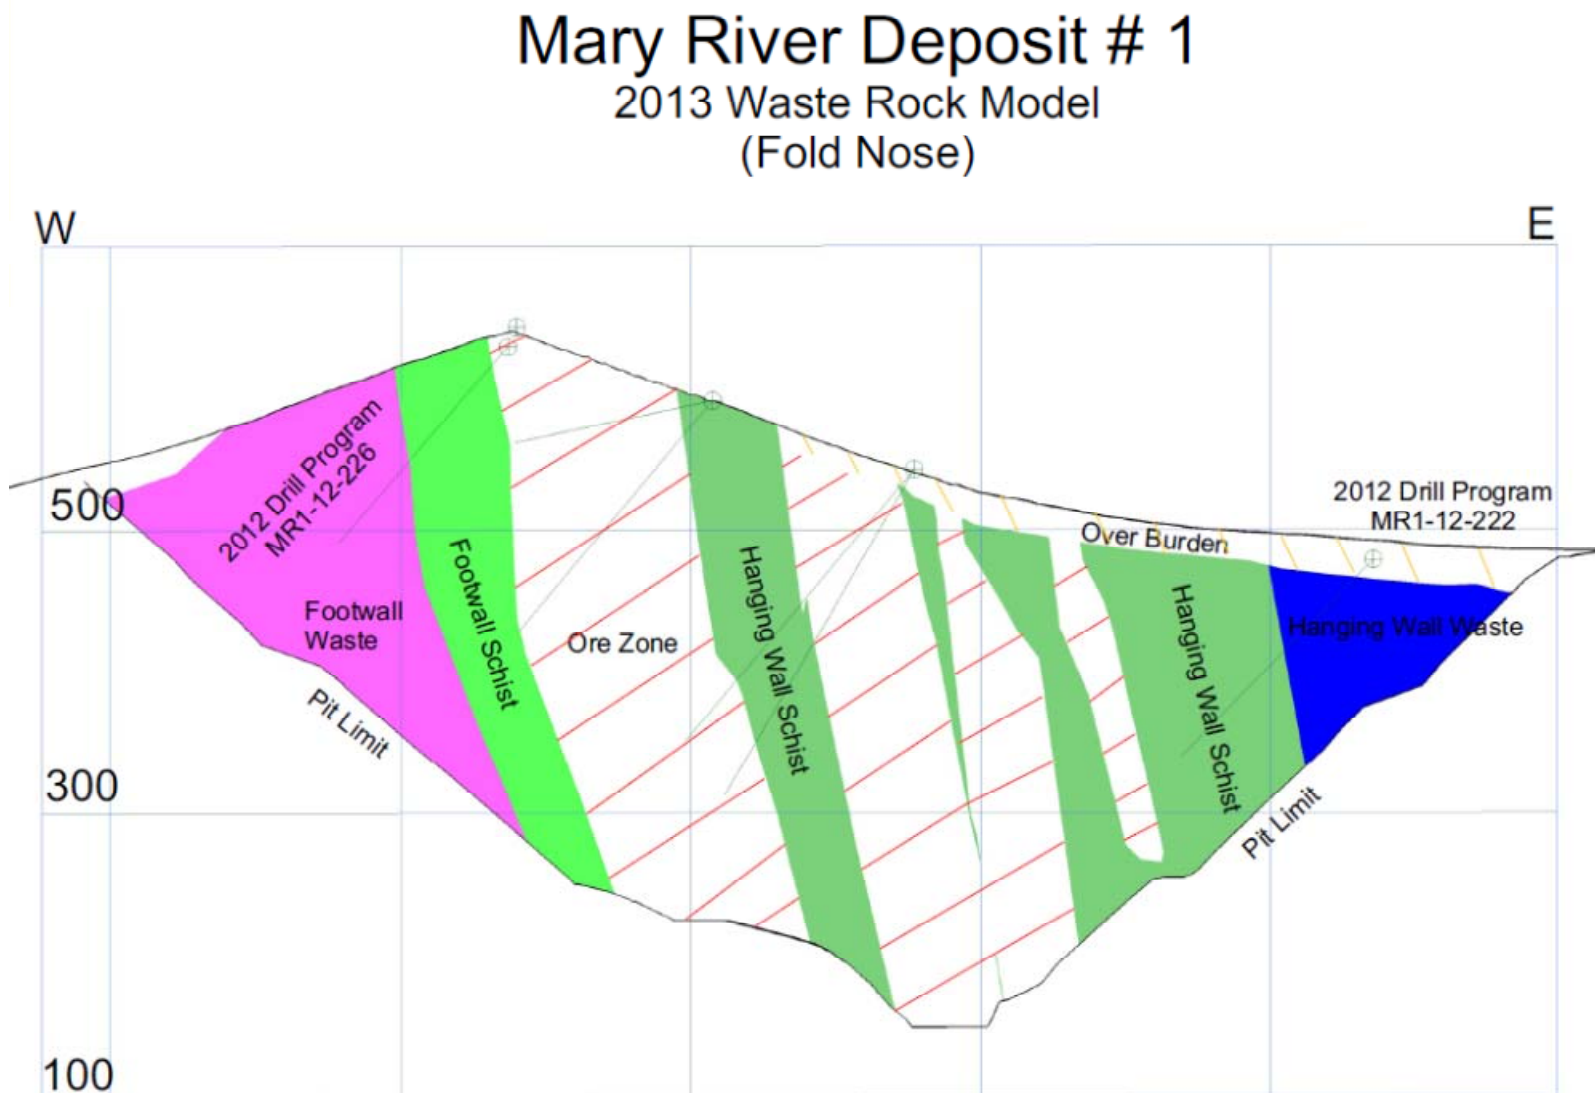 Mary River Deposit # 1
2013 Waste Rock Model
(Fold Nose)
W
E
500
2012 Drill Program
MR1-12-226
2012 Drill Program
MR1-12-222
Over Burden
Footwall
Waste
Footwall Schist
Ore Zone
Hanging Wall Schist
Hanging Wall Schist
Hanging Wall Waste
Pit Limit
300
Pit Limit
100